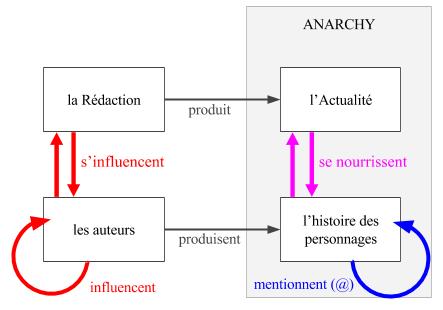 ANARCHY
la Rédaction
produit
l’Actualité
s’influencent
se nourrissent
les auteurs
produisent
l’histoire des
personnages
influencent
mentionnent (@)